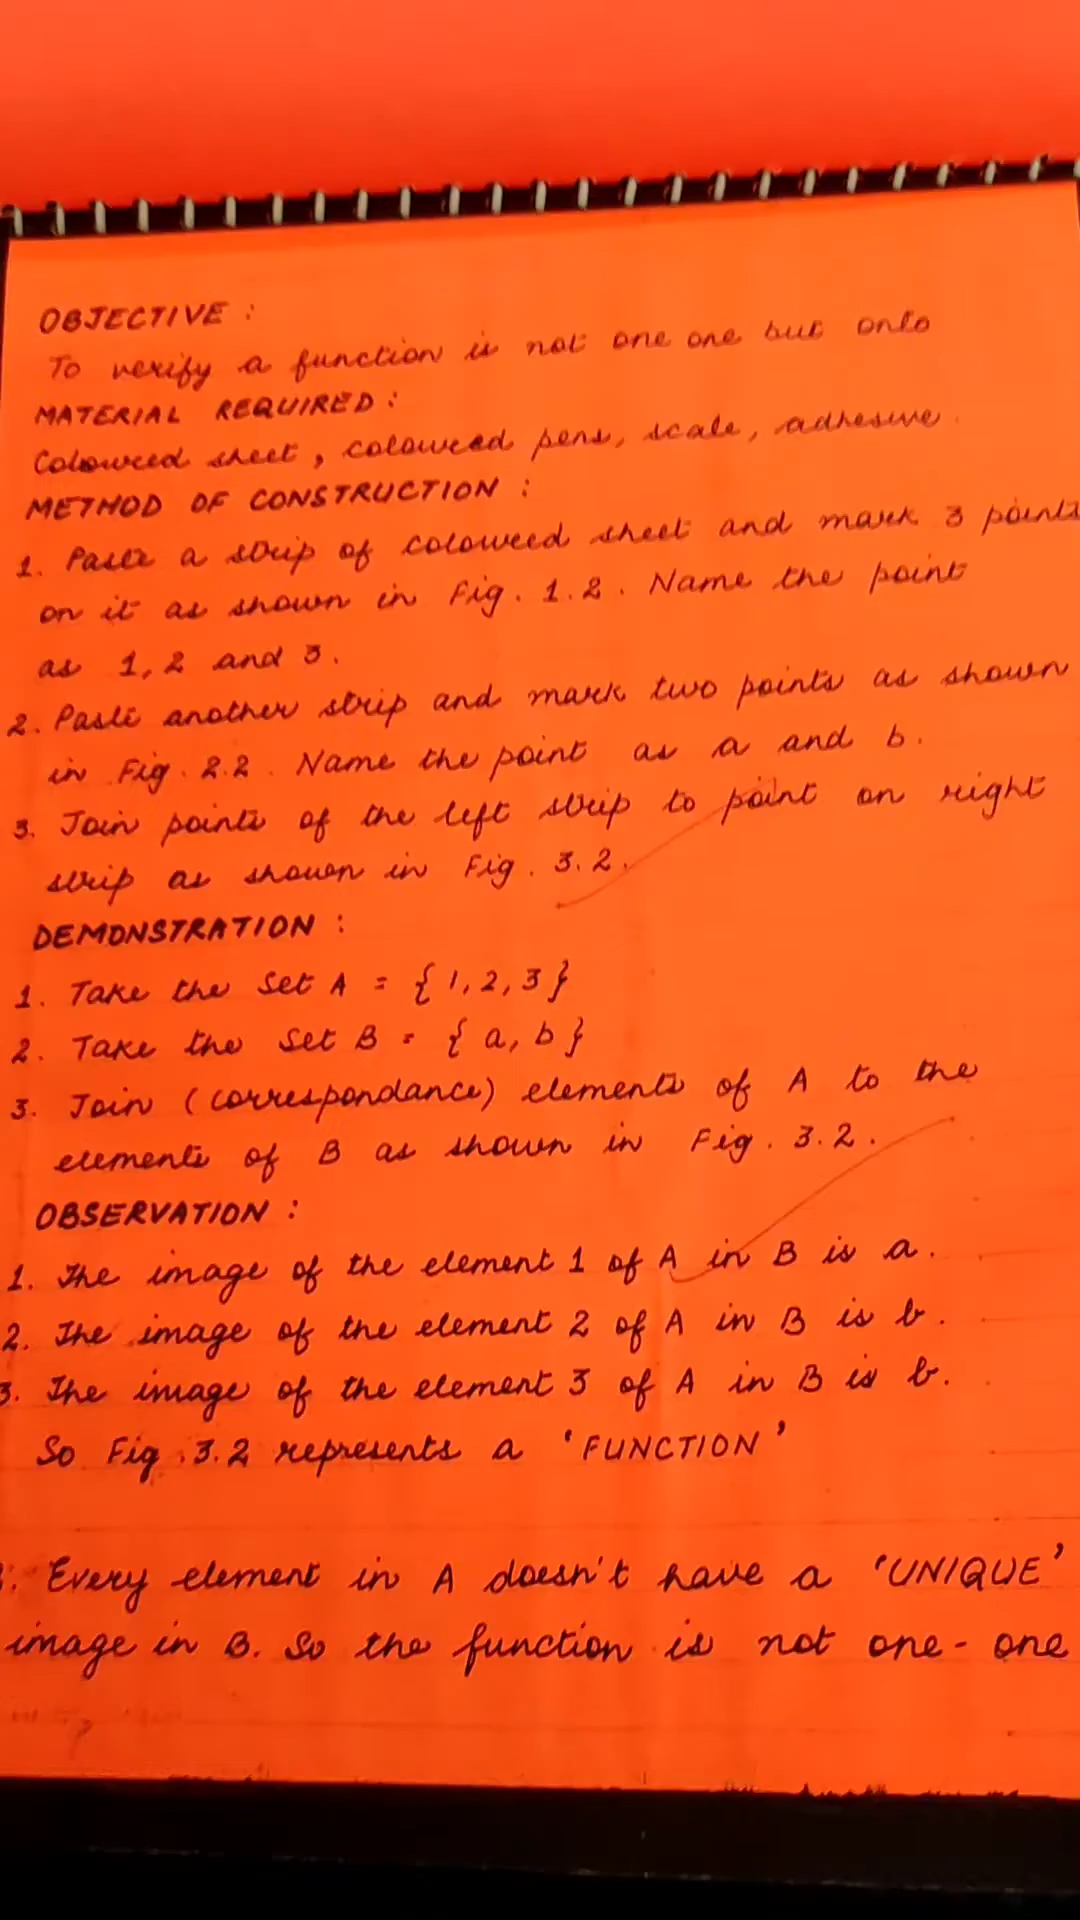 OBJECTIVE :
To verify a function is not one one but onto
MATERIAL REQUIRED :
Coloured sheet, coloured pens, scale, adhesive.
METHOD OF CONSTRUCTION :
1. Paste a strip of coloured sheet and mark 3 points
on it as shown in Fig. 1.2. Name the point
as 1, 2 and 3.
2. Paste another strip and mark two points as shown
in Fig. 2.2. Name the point as a and b.
3. Join points of the left strip to point on right
strip as shown in Fig. 3.2.
DEMONSTRATION :
1. Take the Set A = { 1, 2, 3 }
2. Take the Set B = { a, b }
3. Join (correspondance) elements of A to the
elements of B as shown in Fig. 3.2.
OBSERVATION :
1. The image of the element 1 of A in B is a.
2. The image of the element 2 of A in B is b.
3. The image of the element 3 of A in B is b.
So Fig. 3.2 represents a 'FUNCTION'
Every element in A doesn't have a 'UNIQUE'
image in B. So the function is not one-one